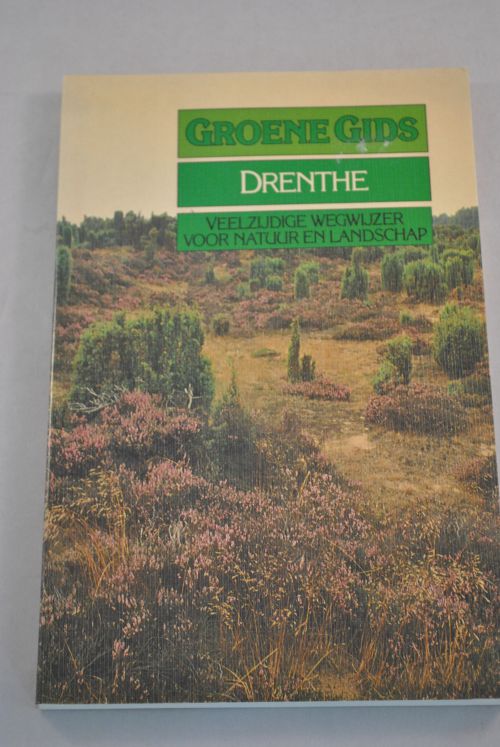 GROENE GIDS
DRENTHE
VEELZIJDIGE WEGWIJZER
VOOR NATUUR EN LANDSCHAP